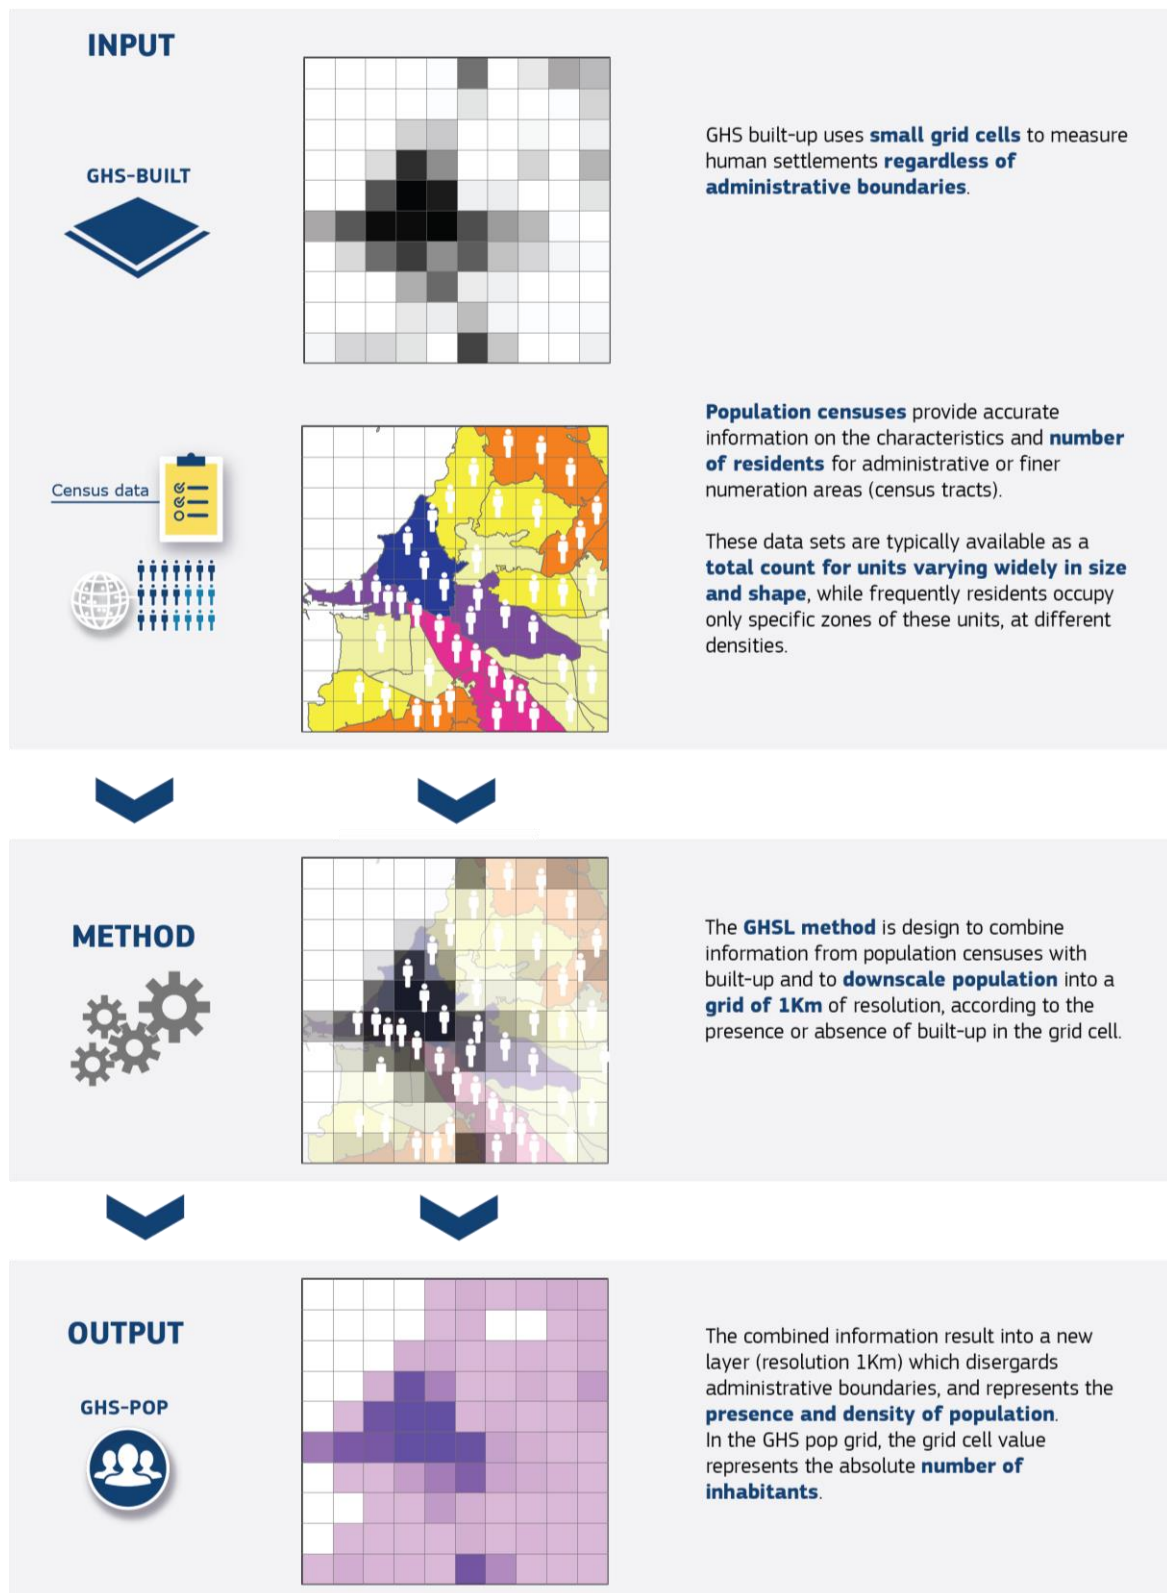 INPUT
GHS-BUILT
GHS built-up uses small grid cells to measure
human settlements regardless of
administrative boundaries.
Census data
Population censuses provide accurate
information on the characteristics and number
of residents for administrative or finer
numeration areas (census tracts).
These data sets are typically available as a
total count for units varying widely in size
and shape, while frequently residents occupy
only specific zones of these units, at different
densities.
METHOD
The GHSL method is design to combine
information from population censuses with
built-up and to downscale population into a
grid of 1Km of resolution, according to the
presence or absence of built-up in the grid cell.
OUTPUT
GHS-POP
The combined information result into a new
layer (resolution 1Km) which disergards
administrative boundaries, and represents the
presence and density of population.
In the GHS pop grid, the grid cell value
represents the absolute number of
inhabitants.